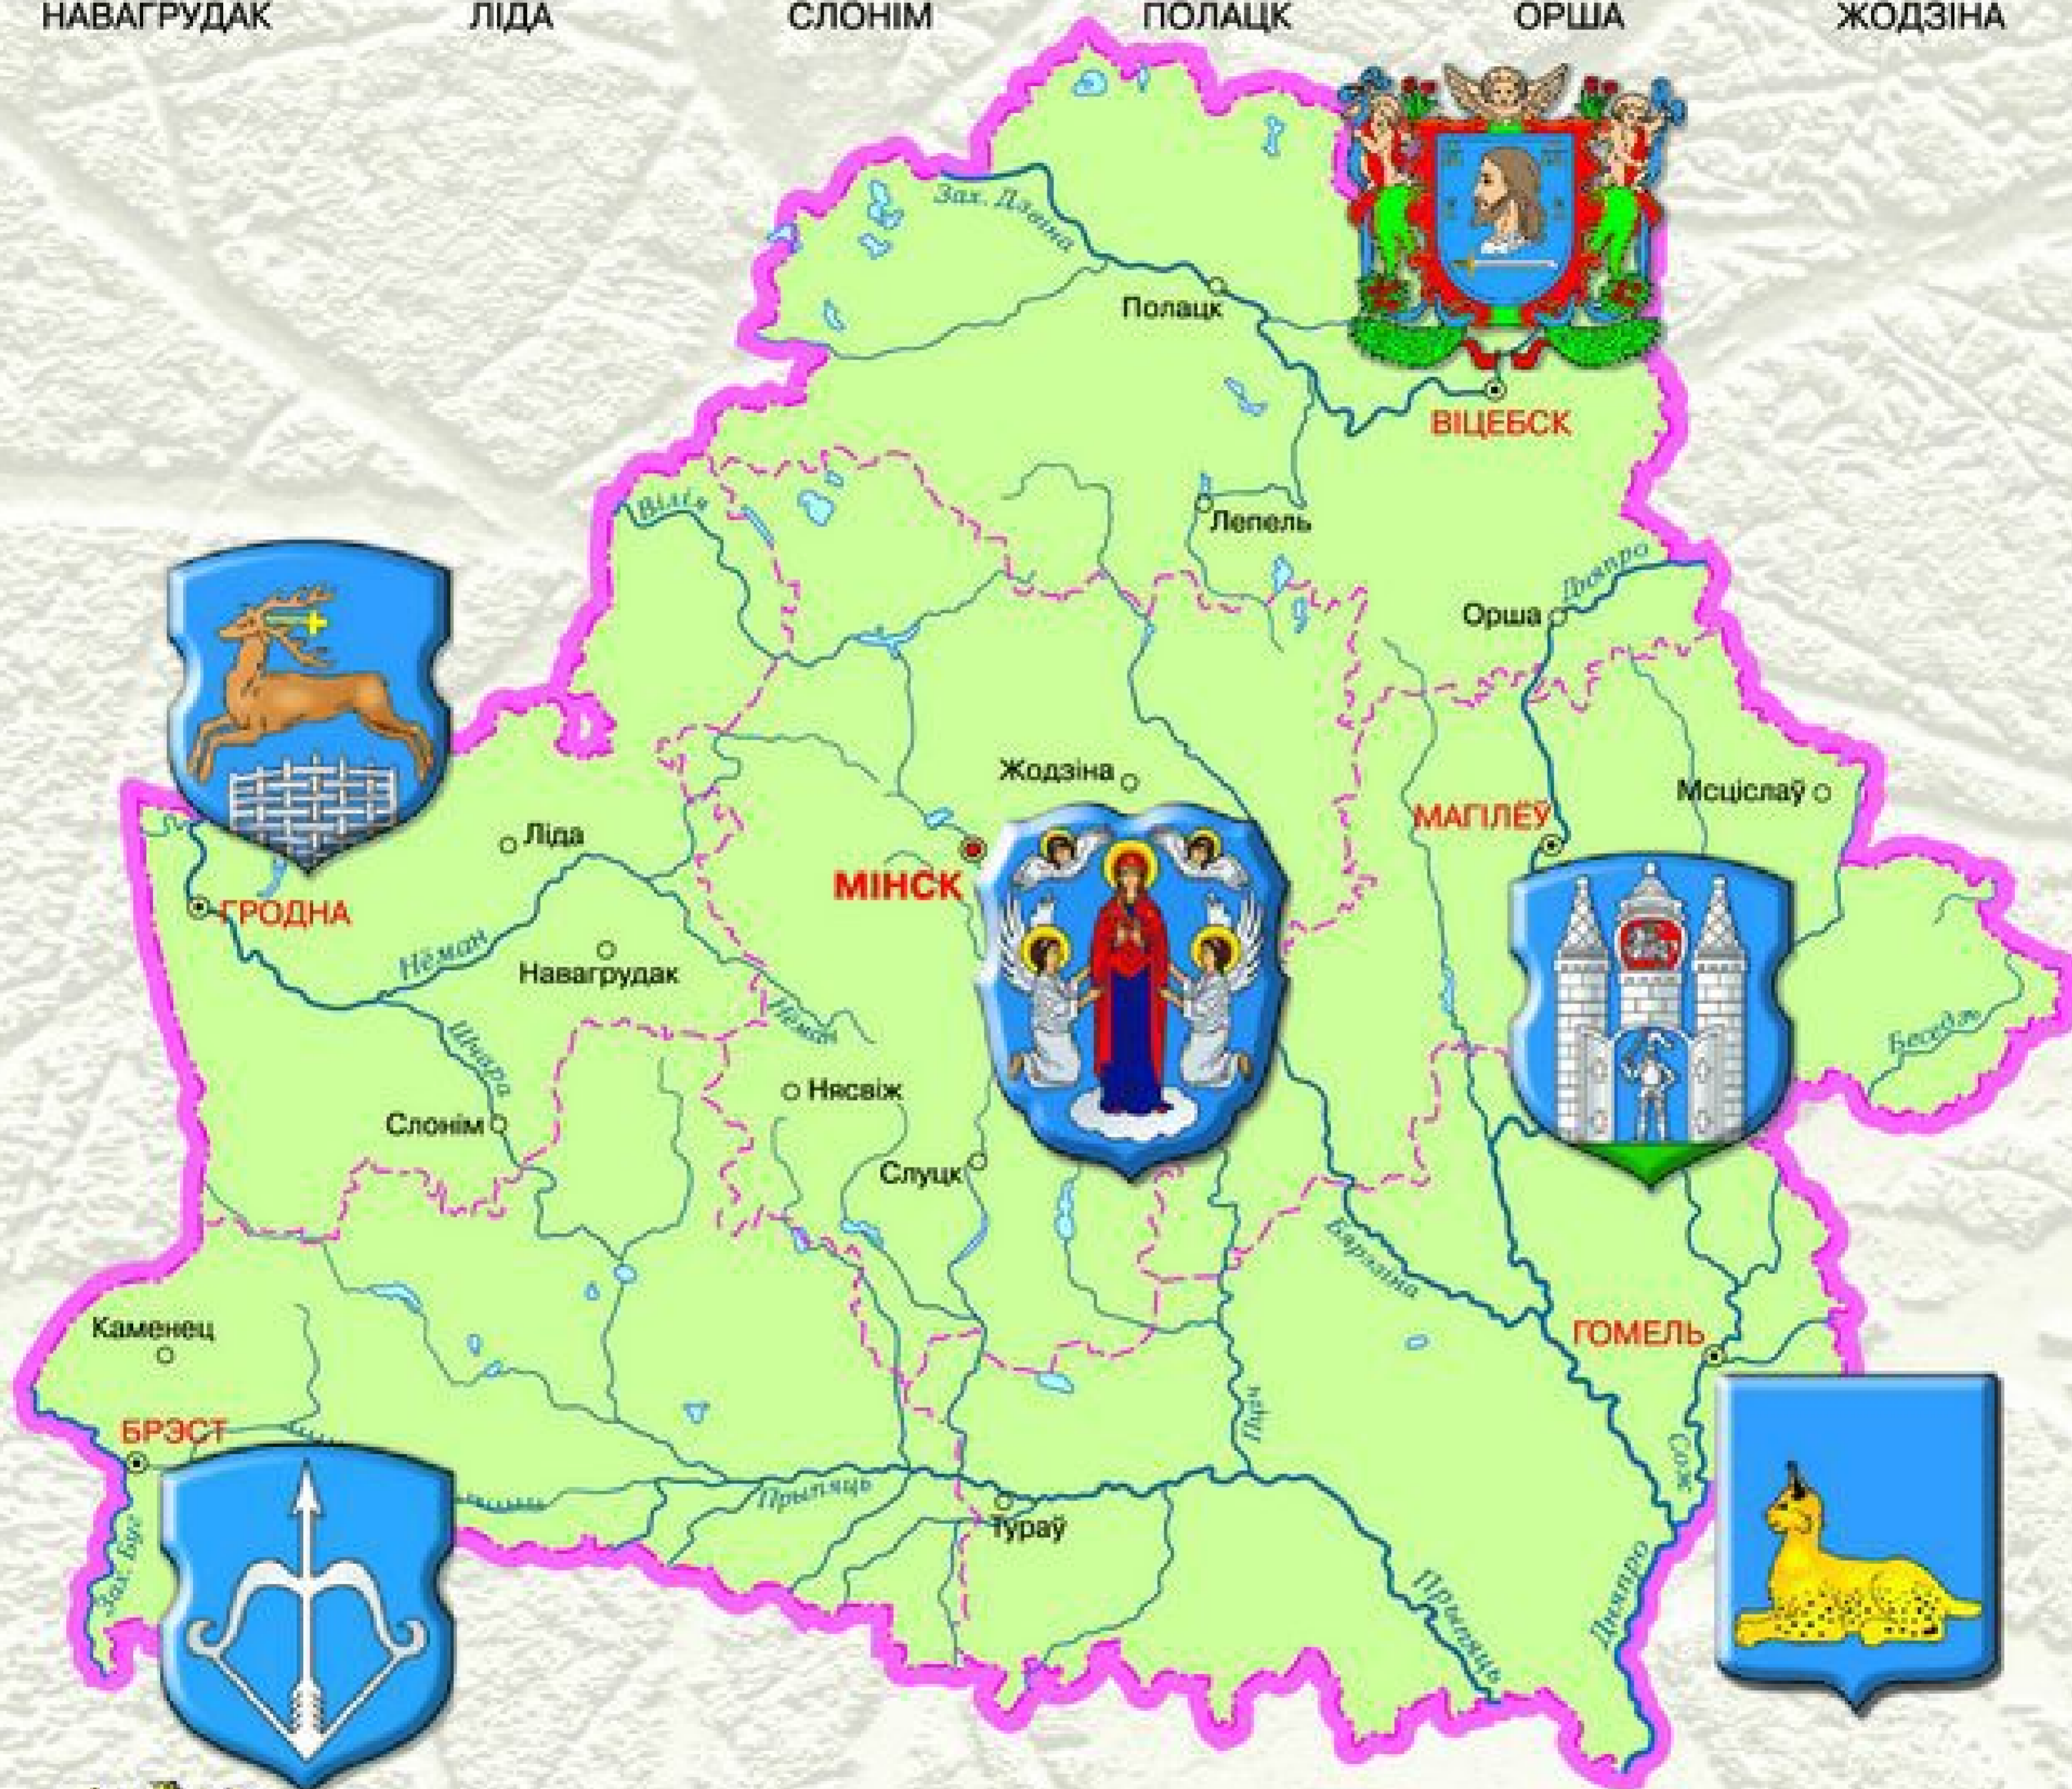 НАВАГРУДАК ЛІДА СЛОНІМ ПОЛАЦК ОРША ЖОДЗІНА
Зах. Дзвіна
Полацк
ВІЦЕБСК
Вілія
Лепель
Дняпро
Орша
Жодзіна
Мсціслаў
МАГІЛЁЎ
Ліда
МІНСК
ГРОДНА
Нёман
Навагрудак
Нёман
Шчара
Беседзь
Нясвіж
Слонім
Слуцк
Бярэзіна
Каменец
ГОМЕЛЬ
Пціч
БРЭСТ
Сож
Прыпяць
Тураў
Зах. Буг
Прыпяць
Дняпро